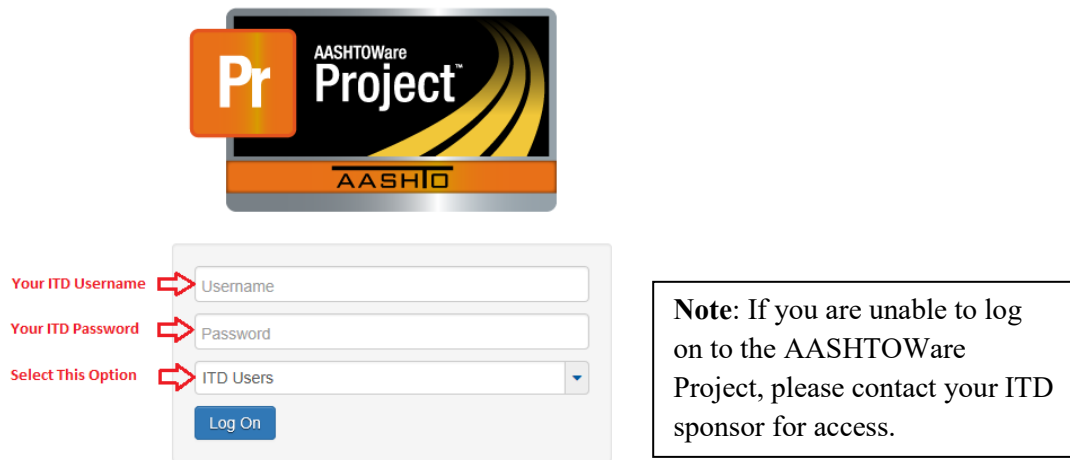 Pr
AASHTOWare
Project™
AASHTO
Your ITD Username
Username
Your ITD Password
Password
Select This Option
ITD Users
Log On
Note: If you are unable to log
on to the AASHTOWare
Project, please contact your ITD
sponsor for access.